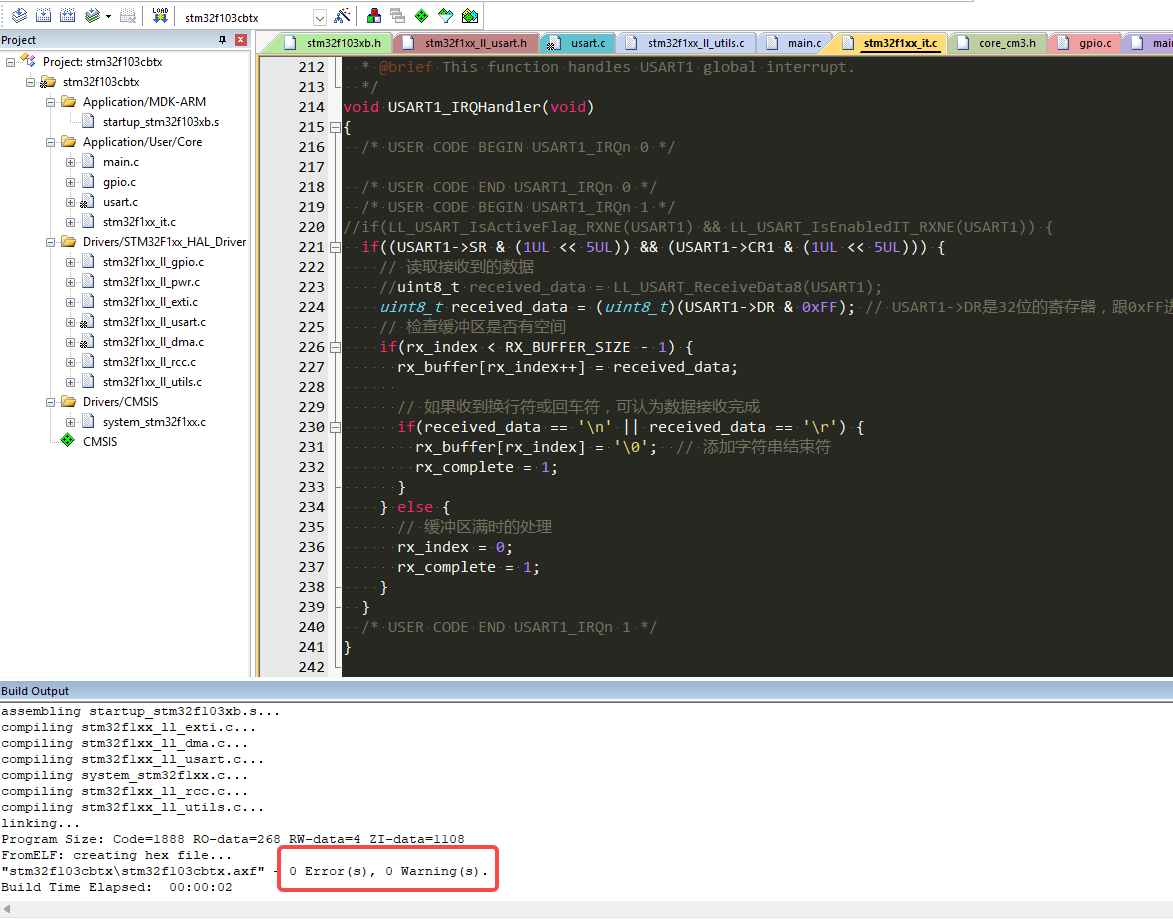 LOAD
stm32f103cbtx
Project
Project: stm32f103cbtx
stm32f103cbtx
Application/MDK-ARM
startup_stm32f103xb.s
Application/User/Core
main.c
gpio.c
usart.c
stm32f1xx_it.c
Drivers/STM32F1xx_HAL_Driver
stm32f1xx_ll_gpio.c
stm32f1xx_ll_pwr.c
stm32f1xx_ll_exti.c
stm32f1xx_ll_usart.c
stm32f1xx_ll_dma.c
stm32f1xx_ll_rcc.c
stm32f1xx_ll_utils.c
Drivers/CMSIS
system_stm32f1xx.c
CMSIS
stm32f103xb.h stm32f1xx_ll_usart.h usart.c stm32f1xx_ll_utils.c main.c stm32f1xx_it.c core_cm3.h gpio.c mai
212 * @brief This function handles USART1 global interrupt.
213 */
214 void USART1_IRQHandler(void)
215 {
216 /* USER CODE BEGIN USART1_IRQn 0 */
217
218 /* USER CODE END USART1_IRQn 0 */
219 /* USER CODE BEGIN USART1_IRQn 1 */
220 //if(LL_USART_IsActiveFlag_RXNE(USART1) && LL_USART_IsEnabledIT_RXNE(USART1)) {
221 if((USART1->SR & (1UL << 5UL)) && (USART1->CR1 & (1UL << 5UL))) {
222 // 读取接收到的数据
223 //uint8_t received_data = LL_USART_ReceiveData8(USART1);
224 uint8_t received_data = (uint8_t)(USART1->DR & 0xFF); // USART1->DR是32位的寄存器，跟0xFF进
225 // 检查缓冲区是否有空间
226 if(rx_index < RX_BUFFER_SIZE - 1) {
227 rx_buffer[rx_index++] = received_data;
228
229 // 如果收到换行符或回车符，可认为数据接收完成
230 if(received_data == '\n' || received_data == '\r') {
231 rx_buffer[rx_index] = '\0'; // 添加字符串结束符
232 rx_complete = 1;
233 }
234 } else {
235 // 缓冲区满时的处理
236 rx_index = 0;
237 rx_complete = 1;
238 }
239 }
240 /* USER CODE END USART1_IRQn 1 */
241 }
242
Build Output
assembling startup_stm32f103xb.s...
compiling stm32f1xx_ll_exti.c...
compiling stm32f1xx_ll_dma.c...
compiling stm32f1xx_ll_usart.c...
compiling system_stm32f1xx.c...
compiling stm32f1xx_ll_rcc.c...
compiling stm32f1xx_ll_utils.c...
linking...
Program Size: Code=1888 RO-data=268 RW-data=4 ZI-data=1108
FromELF: creating hex file...
"stm32f103cbtx\stm32f103cbtx.axf" - 0 Error(s), 0 Warning(s).
Build Time Elapsed:  00:00:02